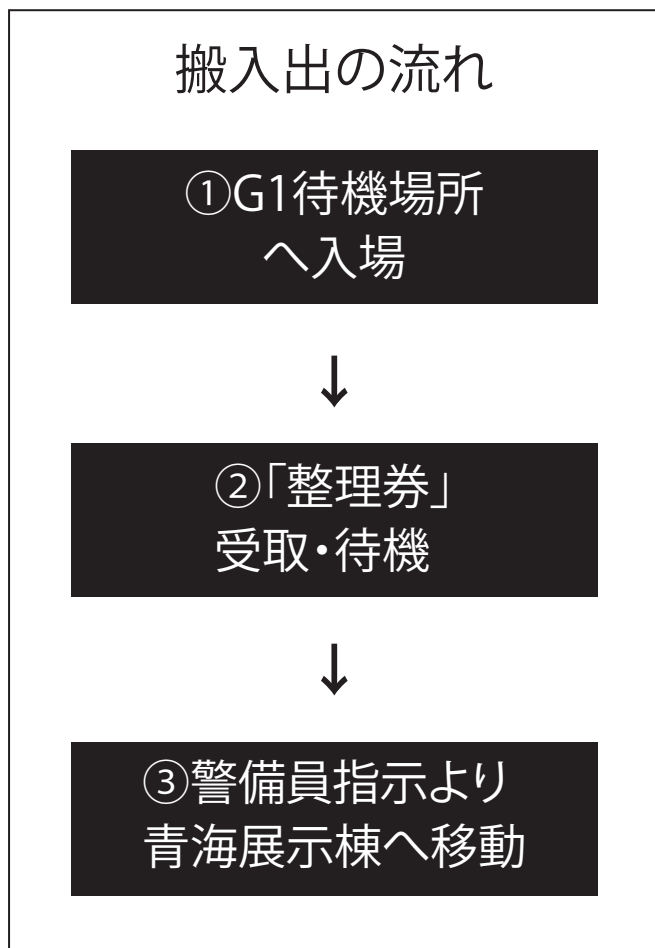 搬入出の流れ
①G1待機場所
へ入場
↓
②「整理券」
受取・待機
↓
③警備員指示より
青海展示棟へ移動